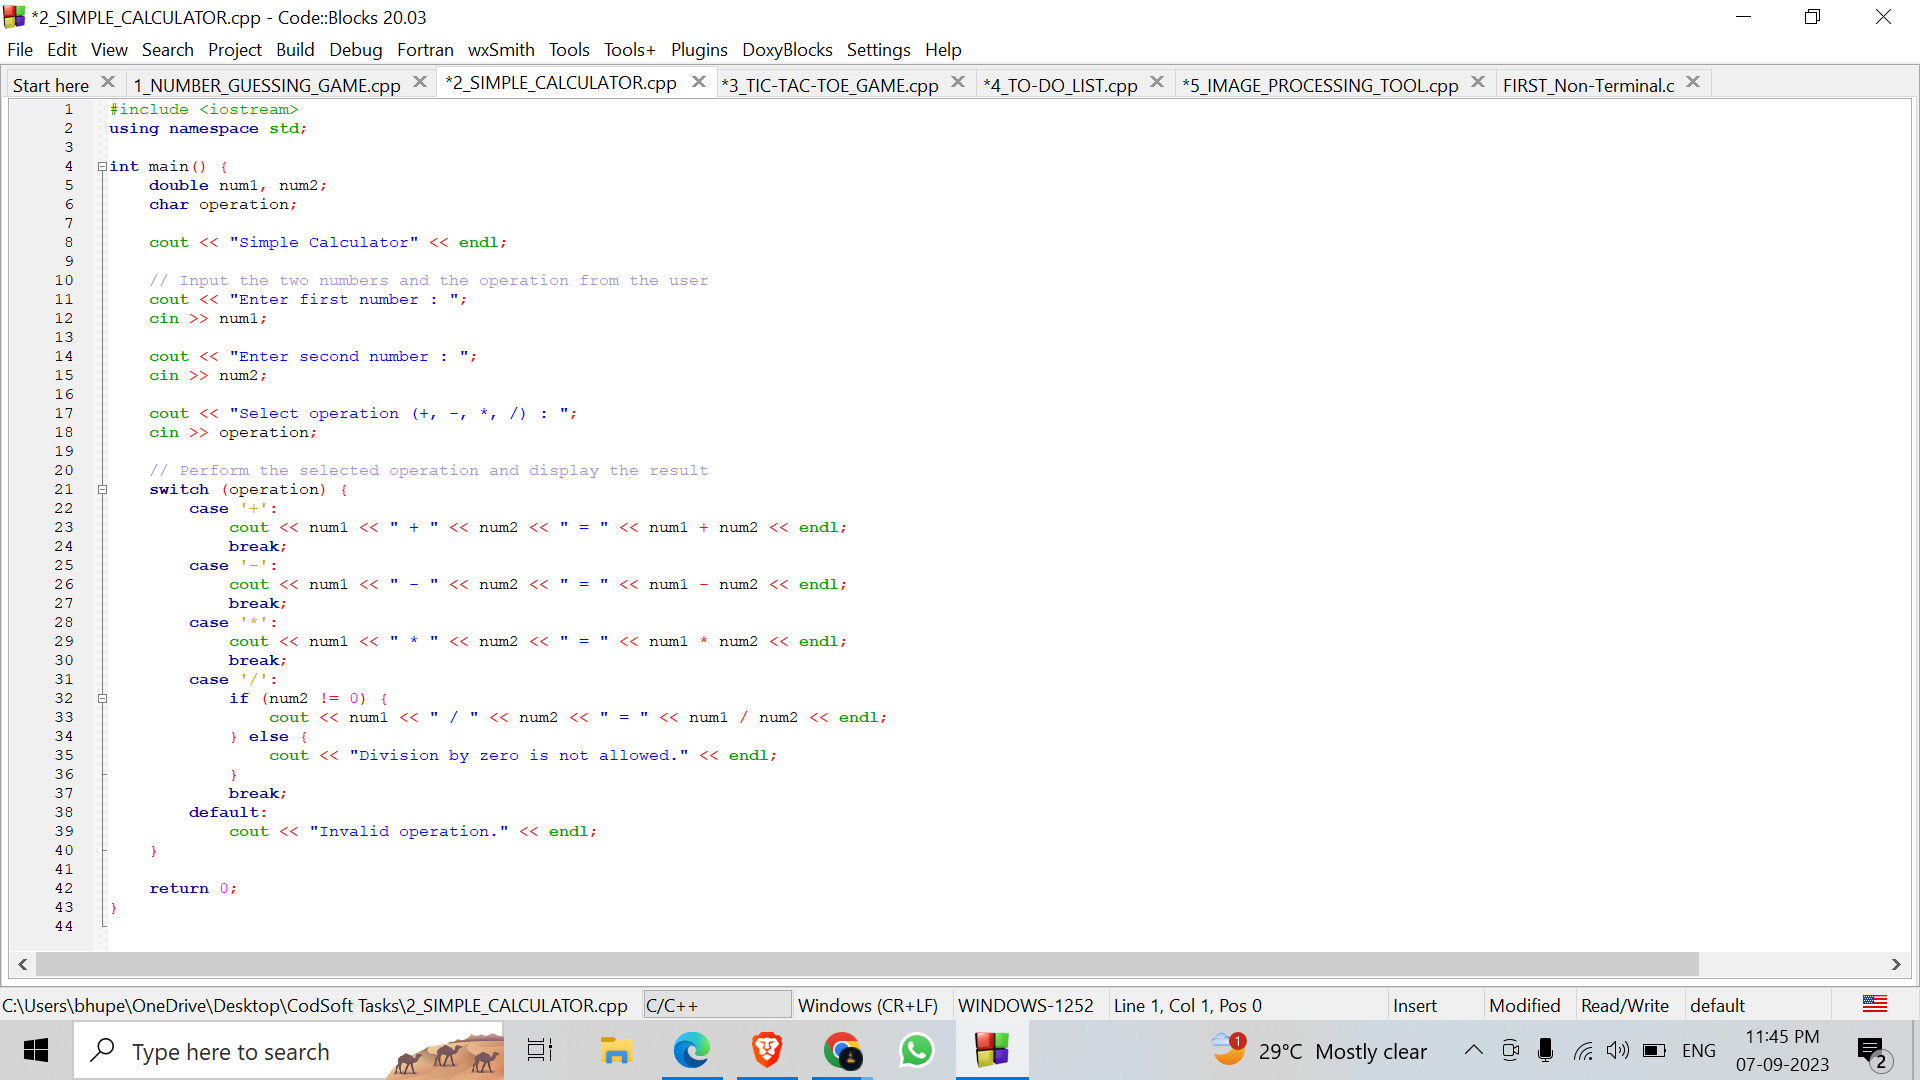 *2_SIMPLE_CALCULATOR.cpp - Code::Blocks 20.03
File Edit View Search Project Build Debug Fortran wxSmith Tools Tools+ Plugins DoxyBlocks Settings Help
Start here 1_NUMBER_GUESSING_GAME.cpp *2_SIMPLE_CALCULATOR.cpp *3_TIC-TAC-TOE_GAME.cpp *4_TO-DO_LIST.cpp *5_IMAGE_PROCESSING_TOOL.cpp FIRST_Non-Terminal.c
1 #include <iostream>
2 using namespace std;
3
4 int main() {
5     double num1, num2;
6     char operation;
7
8     cout << "Simple Calculator" << endl;
9
10     // Input the two numbers and the operation from the user
11     cout << "Enter first number : ";
12     cin >> num1;
13
14     cout << "Enter second number : ";
15     cin >> num2;
16
17     cout << "Select operation (+, -, *, /) : ";
18     cin >> operation;
19
20     // Perform the selected operation and display the result
21     switch (operation) {
22         case '+':
23             cout << num1 << " + " << num2 << " = " << num1 + num2 << endl;
24             break;
25         case '-':
26             cout << num1 << " - " << num2 << " = " << num1 - num2 << endl;
27             break;
28         case '*':
29             cout << num1 << " * " << num2 << " = " << num1 * num2 << endl;
30             break;
31         case '/':
32             if (num2 != 0) {
33                 cout << num1 << " / " << num2 << " = " << num1 / num2 << endl;
34             } else {
35                 cout << "Division by zero is not allowed." << endl;
36             }
37             break;
38         default:
39             cout << "Invalid operation." << endl;
40     }
41
42     return 0;
43 }
44
C:\Users\bhupe\OneDrive\Desktop\CodSoft Tasks\2_SIMPLE_CALCULATOR.cpp C/C++ Windows (CR+LF) WINDOWS-1252 Line 1, Col 1, Pos 0 Insert Modified Read/Write default
Type here to search 1 29°C Mostly clear ENG 11:45 PM
07-09-2023 2